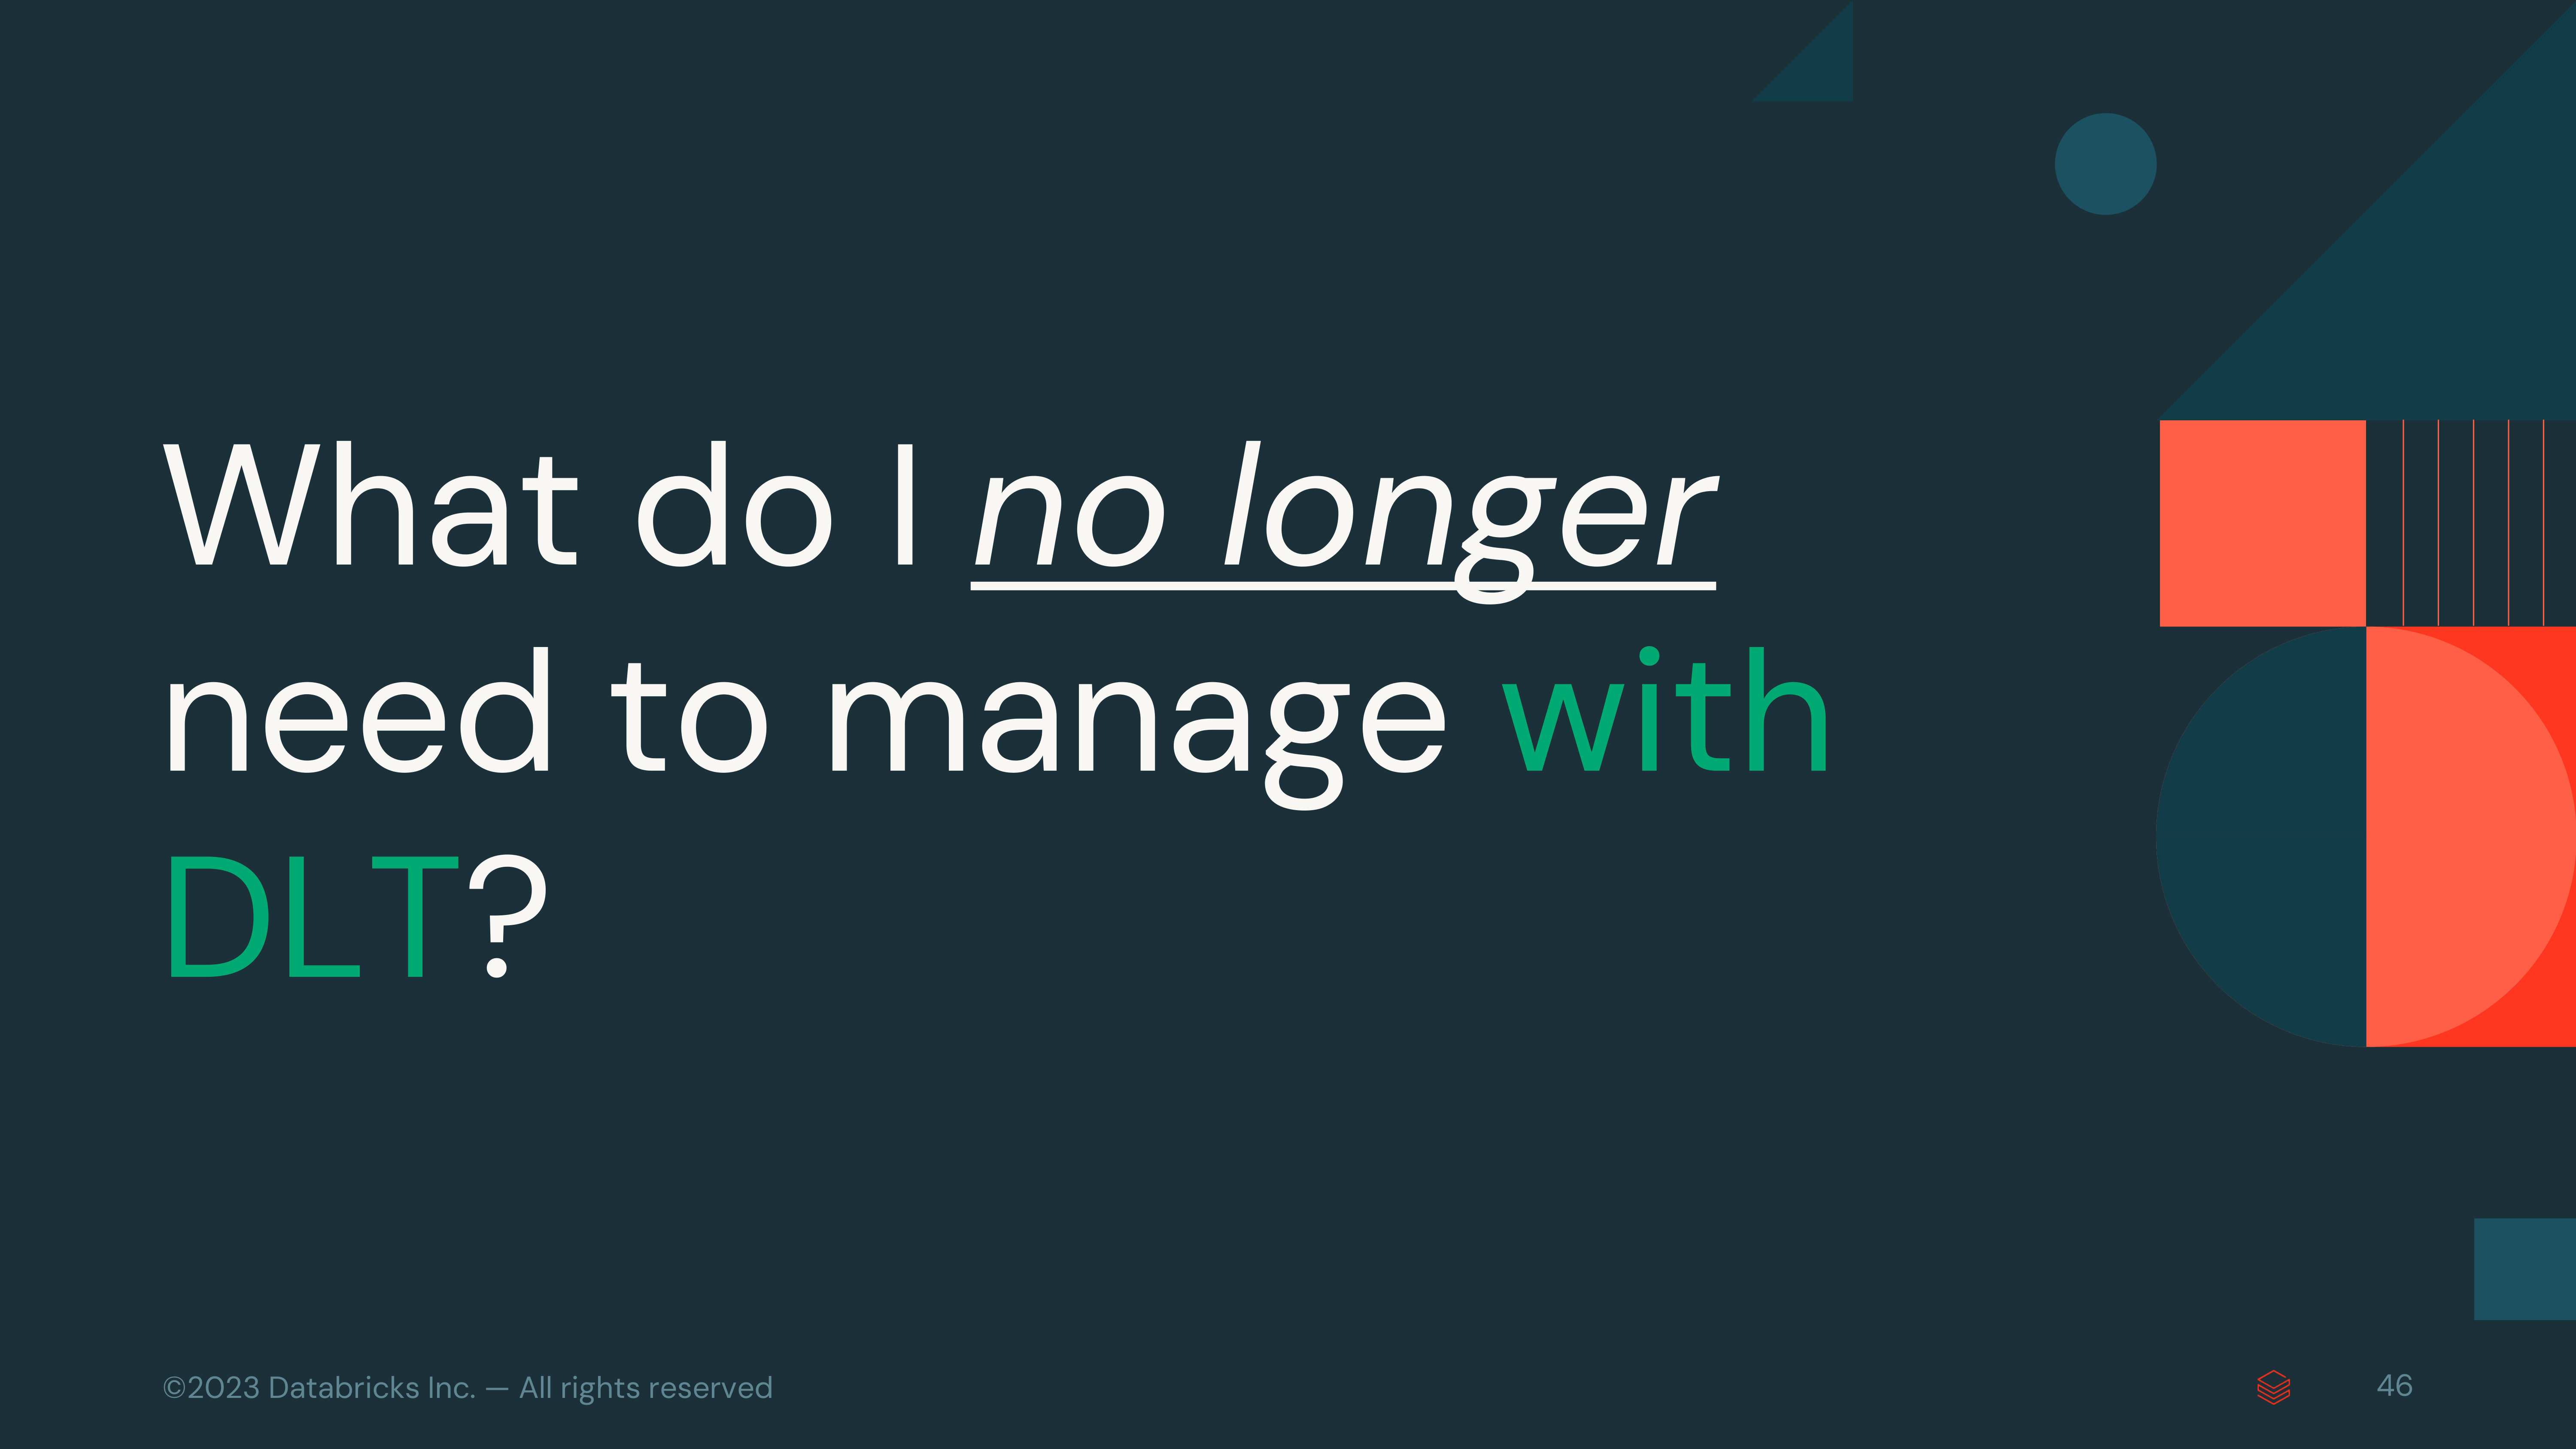 What do I no longer
need to manage with
DLT?
©2023 Databricks Inc. — All rights reserved
46